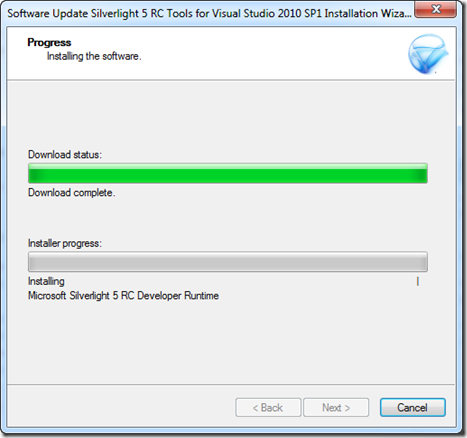 Software Update Silverlight 5 RC Tools for Visual Studio 2010 SP1 Installation Wiza...
Progress
Installing the software.
Download status:
Download complete.
Installer progress:
Installing
Microsoft Silverlight 5 RC Developer Runtime
< Back
Next >
Cancel